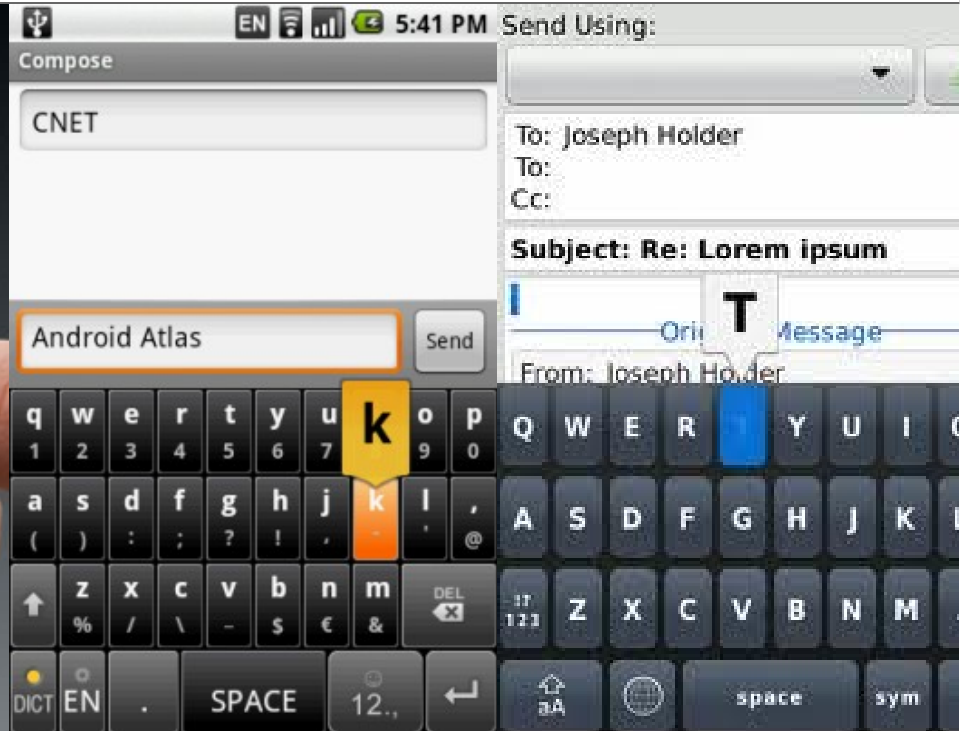 EN 5:41 PM
Compose
CNET
Android Atlas
Send
k
q w e r t y u o p
1 2 3 4 5 6 7 9 0
a s d f g h j k l ,
( ) : ; ? ! ' @
z x c v b n m DEL
% / \ – $ € &
DICT EN . SPACE 12.,
Send Using:
To: Joseph Holder
To:
Cc:
Subject: Re: Lorem ipsum
T
Message
From: Joseph Holder
Q W E R Y U I
A S D F G H J K
!?
123 Z X C V B N M
aA space sym